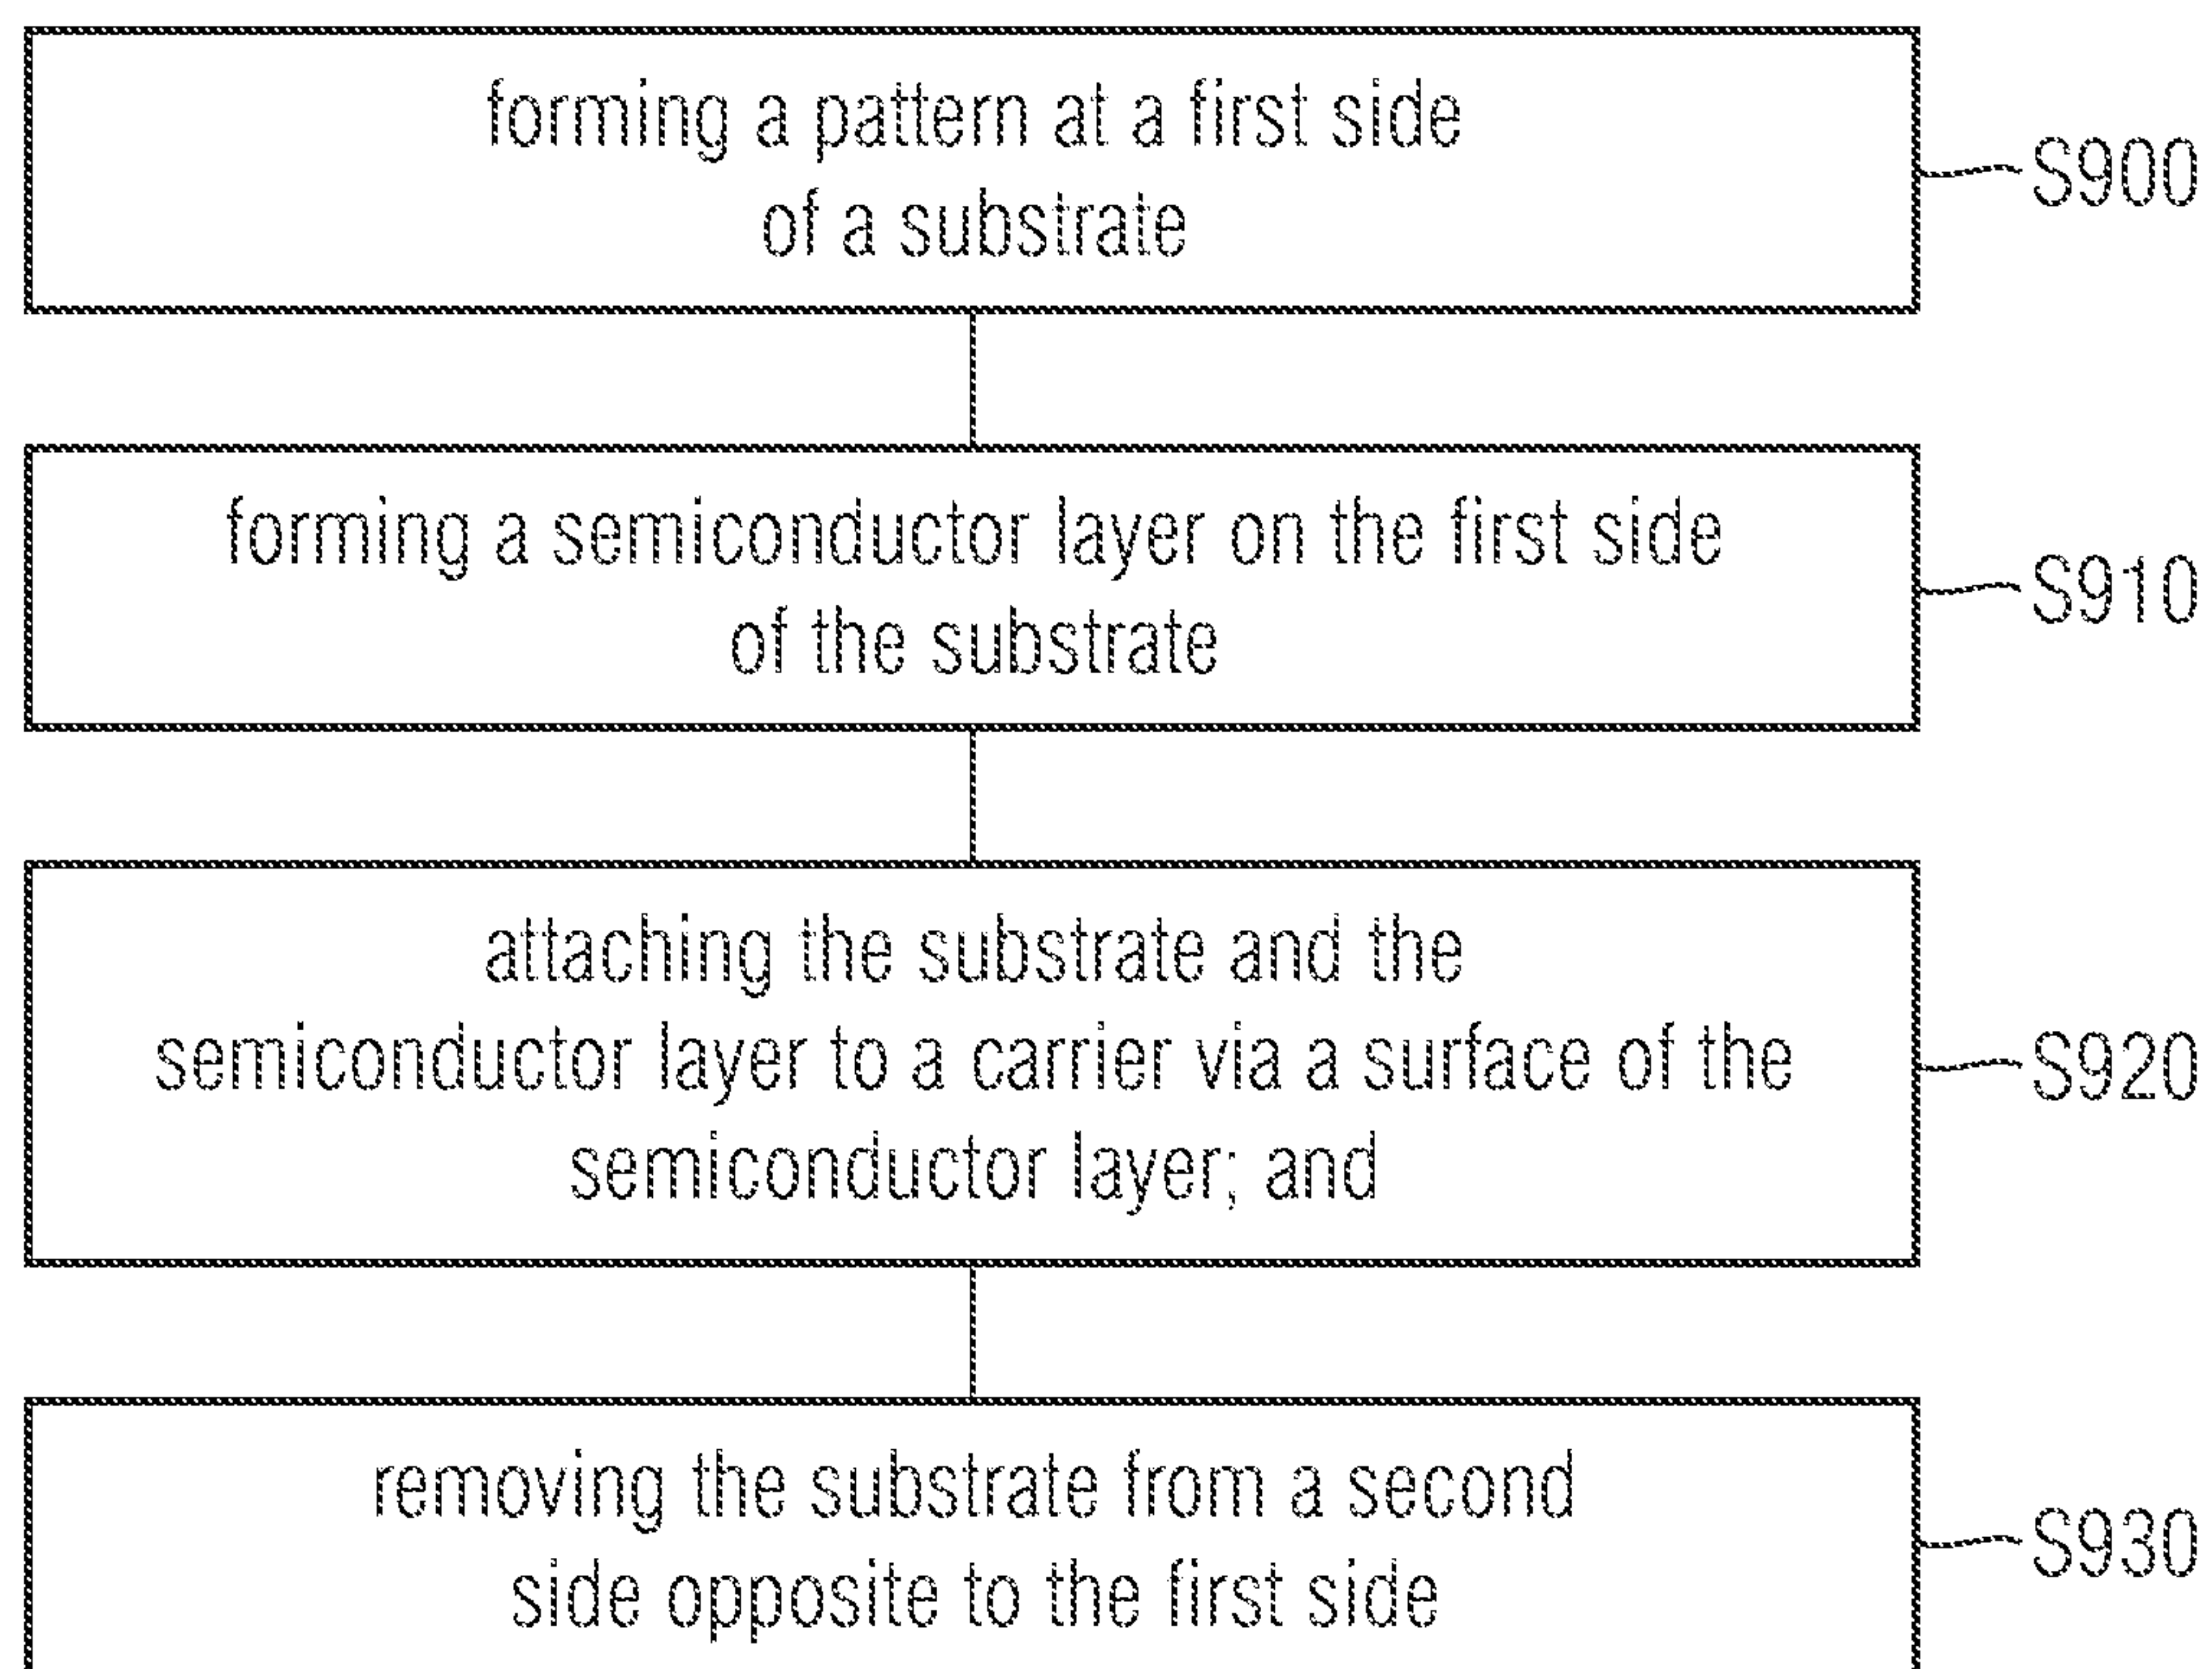 forming a pattern at a first side
of a substrate
S900
forming a semiconductor layer on the first side
of the substrate
S910
attaching the substrate and the
semiconductor layer to a carrier via a surface of the
semiconductor layer; and
S920
removing the substrate from a second
side opposite to the first side
S930